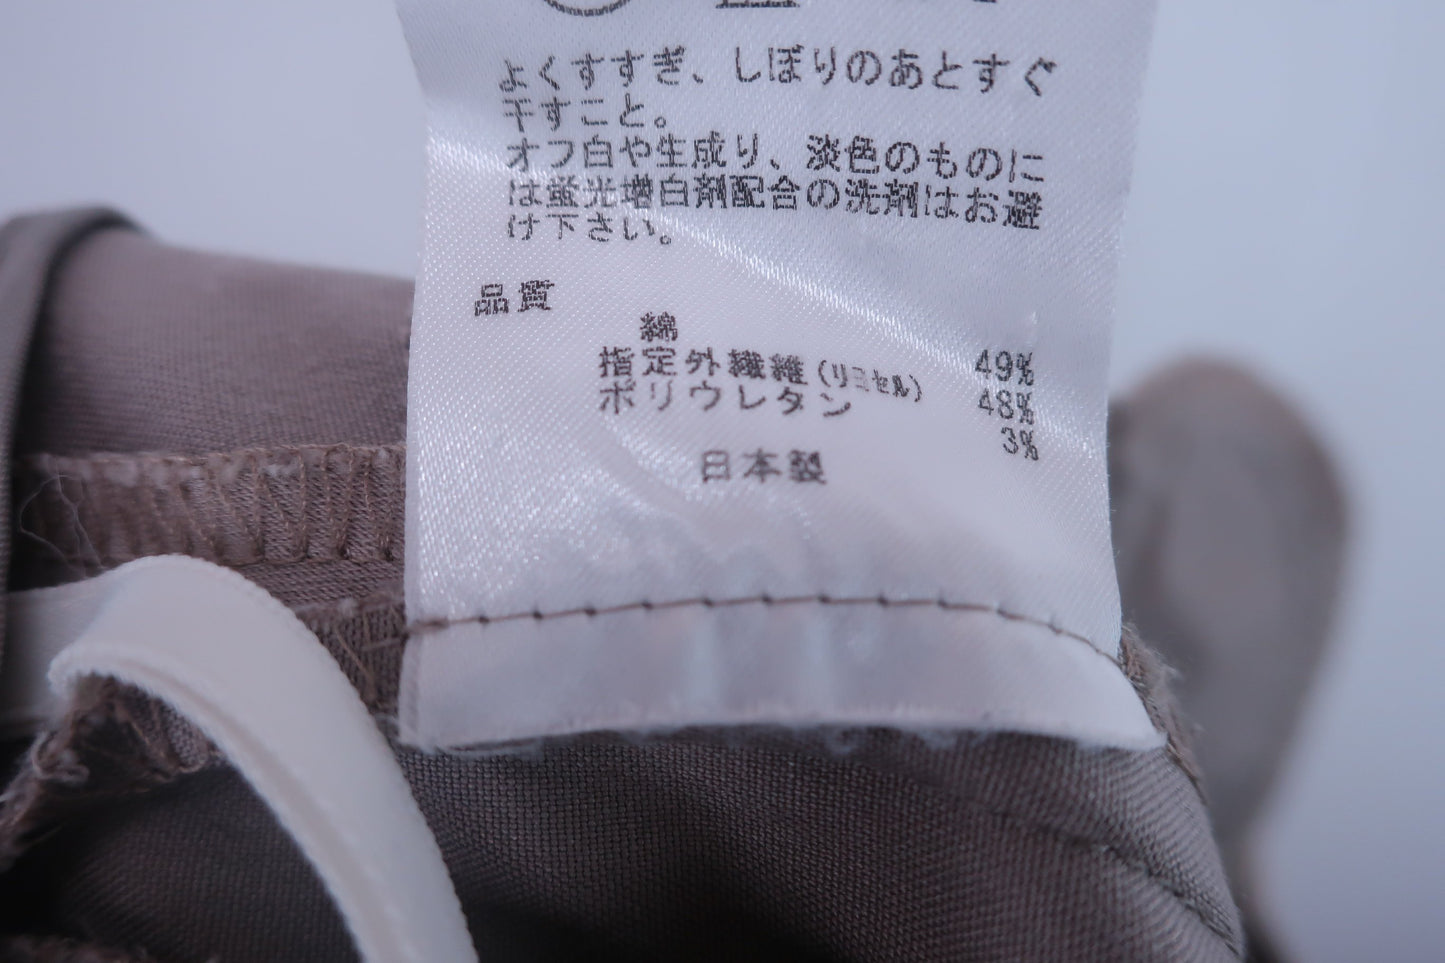 よくすすぎ、しぼりのあとすぐ
干すこと。
オフ白や生成り、淡色のものに
は蛍光増白剤配合の洗剤はお避
け下さい。
品質
綿 49%
指定外繊維(リヨセル) 48%
ポリウレタン 3%
日本製